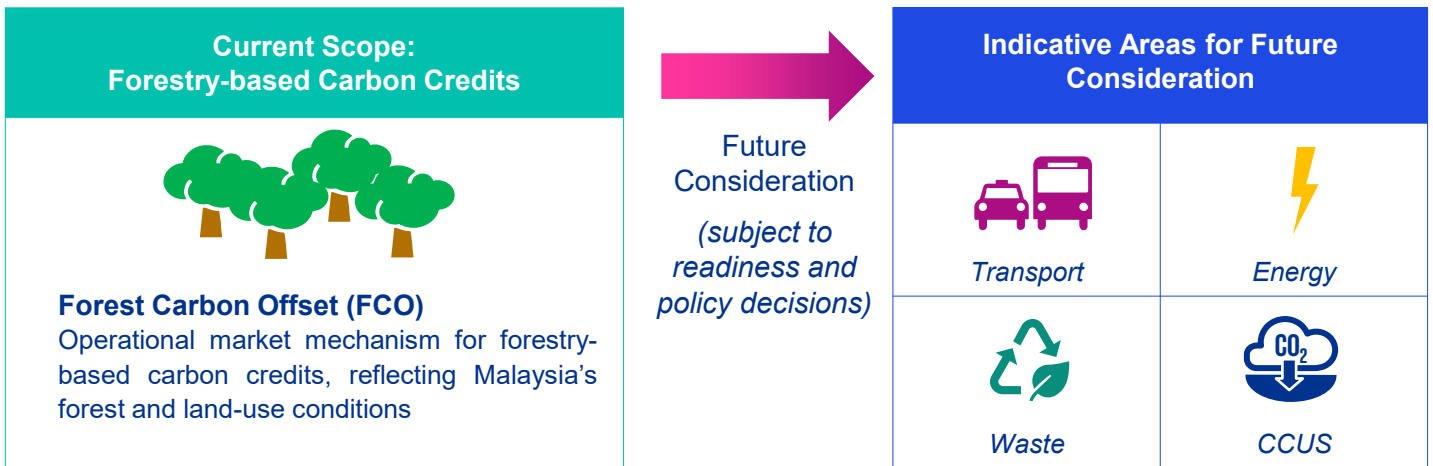 Current Scope:
Forestry-based Carbon Credits
Forest Carbon Offset (FCO)
Operational market mechanism for forestry-
based carbon credits, reflecting Malaysia’s
forest and land-use conditions
Future
Consideration
(subject to
readiness and
policy decisions)
Indicative Areas for Future
Consideration
Transport
Energy
Waste
CO2
CCUS